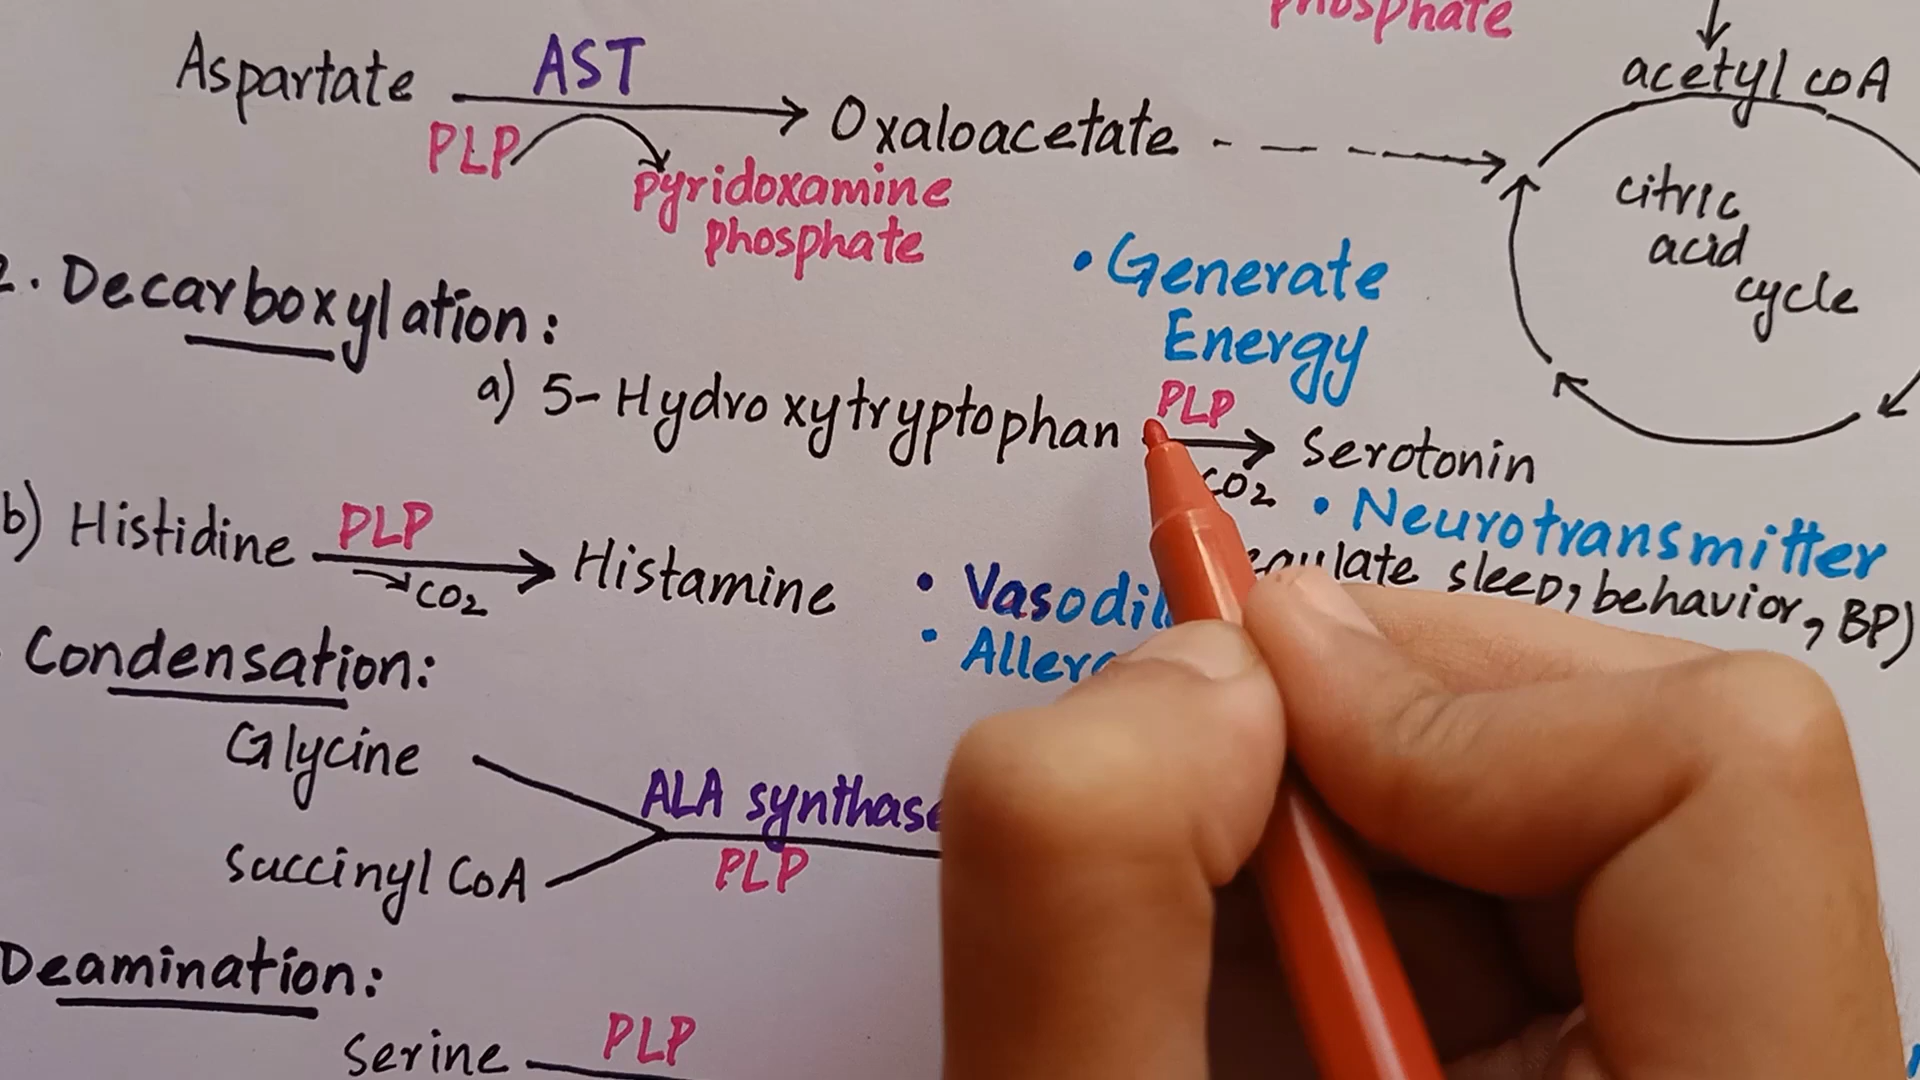 phosphate
acetyl coA
Aspartate AST Oxaloacetate
PLP
pyridoxamine
phosphate
citric
acid
cycle
• Generate
Energy
2. Decarboxylation:
a) 5-Hydroxytryptophan PLP Serotonin
CO2
• Neurotransmitter
sleep, behavior, BP)
b) Histidine PLP Histamine
CO2
•
•
Condensation:
Glycine
succinyl CoA
ALA synthase
PLP
Deamination:
Serine PLP